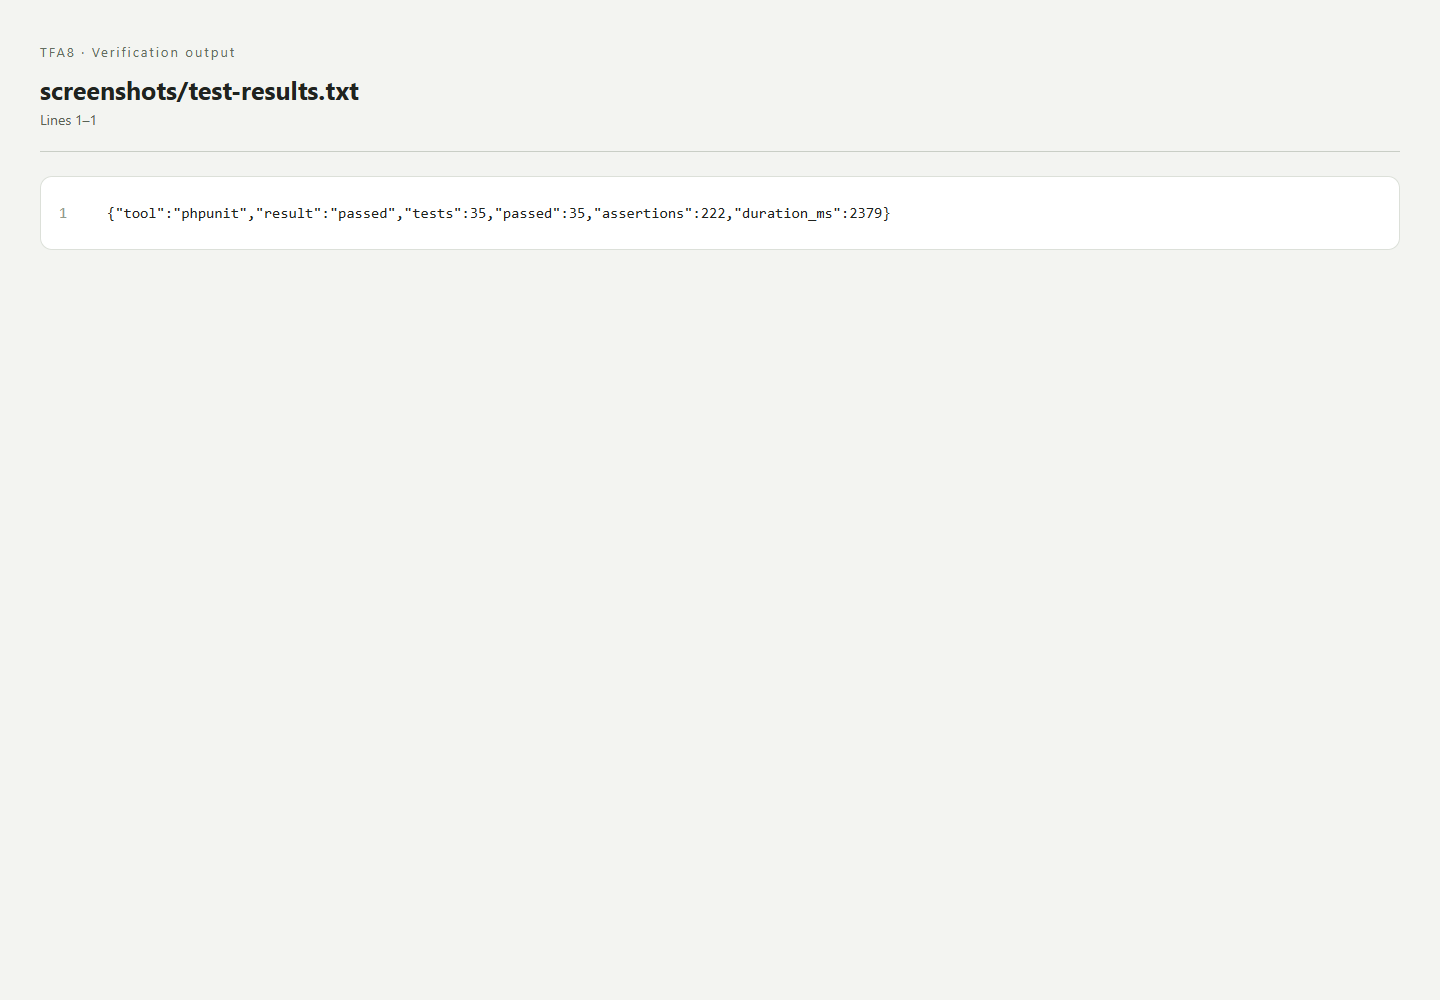 TFA8 · Verification output
screenshots/test-results.txt
Lines 1–1
1 {"tool":"phpunit","result":"passed","tests":35,"passed":35,"assertions":222,"duration_ms":2379}